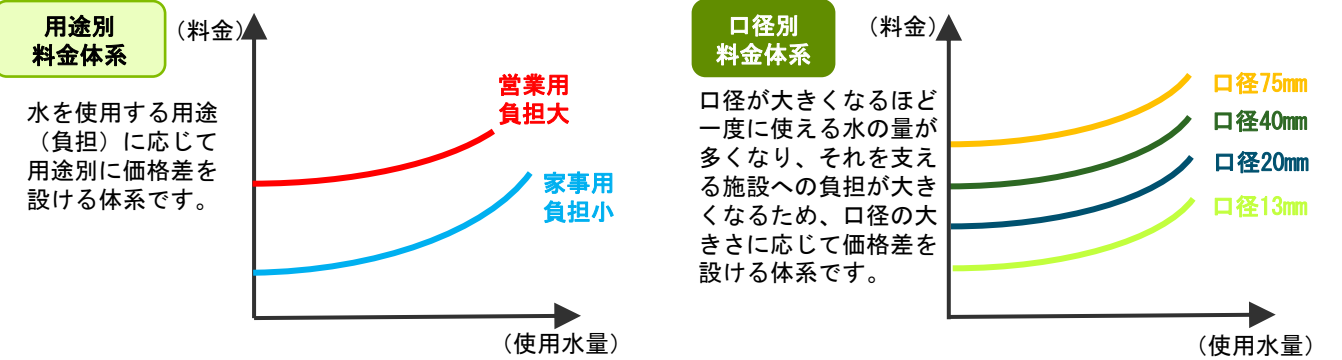 用途別
料金体系
(料金)
水を使用する用途
(負担)に応じて
用途別に価格差を
設ける体系です。
営業用
負担大
家事用
負担小
(使用水量)
口径別
料金体系
(料金)
口径が大きくなるほど
一度に使える水の量が
多くなり、それを支え
る施設への負担が大き
くなるため、口径の大
きさに応じて価格差を
設ける体系です。
口径75㎜
口径40㎜
口径20㎜
口径13㎜
(使用水量)